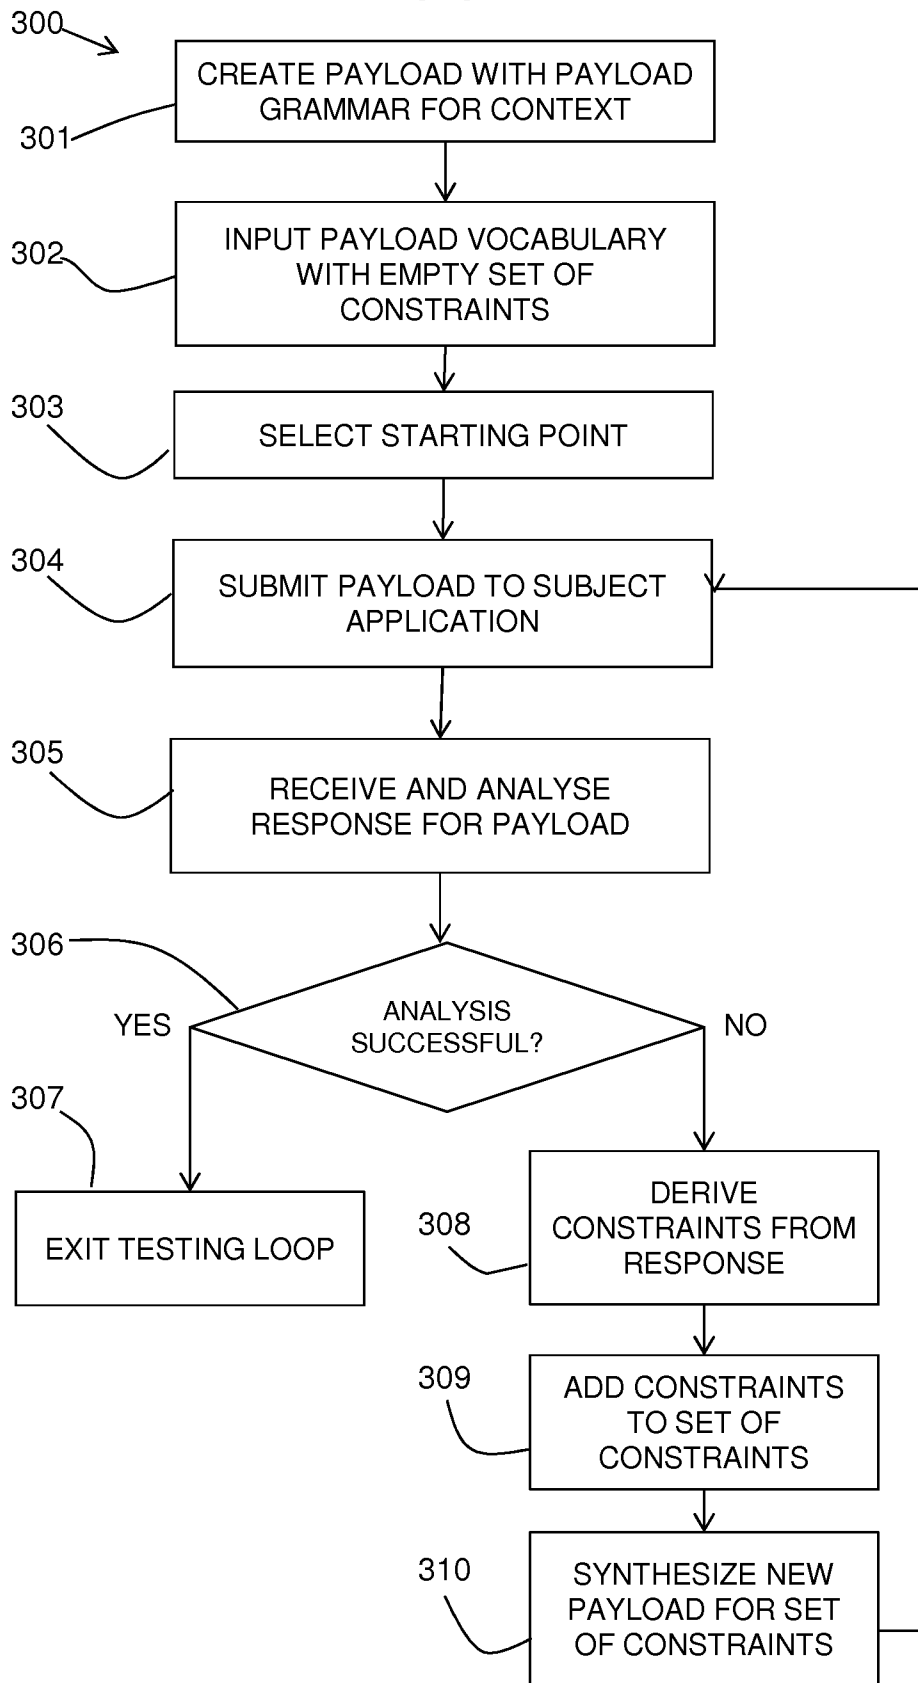 300
CREATE PAYLOAD WITH PAYLOAD
GRAMMAR FOR CONTEXT
301
INPUT PAYLOAD VOCABULARY
WITH EMPTY SET OF
CONSTRAINTS
302
303
SELECT STARTING POINT
304
SUBMIT PAYLOAD TO SUBJECT
APPLICATION
305
RECEIVE AND ANALYSE
RESPONSE FOR PAYLOAD
306
ANALYSIS
SUCCESSFUL?
YES
NO
307
EXIT TESTING LOOP
308
DERIVE
CONSTRAINTS FROM
RESPONSE
309
ADD CONSTRAINTS
TO SET OF
CONSTRAINTS
310
SYNTHESIZE NEW
PAYLOAD FOR SET
OF CONSTRAINTS